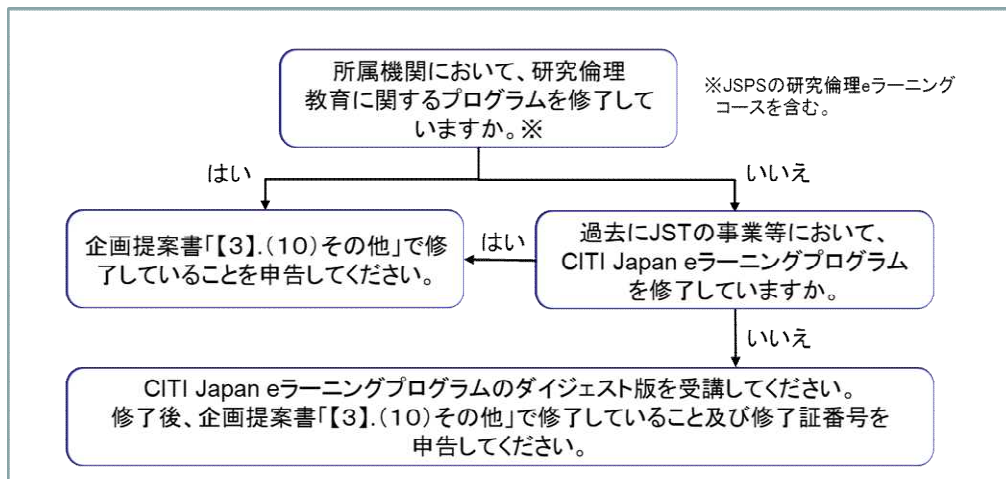 所属機関において、研究倫理
教育に関するプログラムを修了して
いますか。※
※JSPSの研究倫理eラーニング
コースを含む。
はい
いいえ
企画提案書「【3】.(10)その他」で修
了していることを申告してください。
はい
過去にJSTの事業等において、
CITI Japan eラーニングプログラム
を修了していますか。
いいえ
CITI Japan eラーニングプログラムのダイジェスト版を受講してください。
修了後、企画提案書「【3】.(10)その他」で修了していること及び修了証番号を
申告してください。